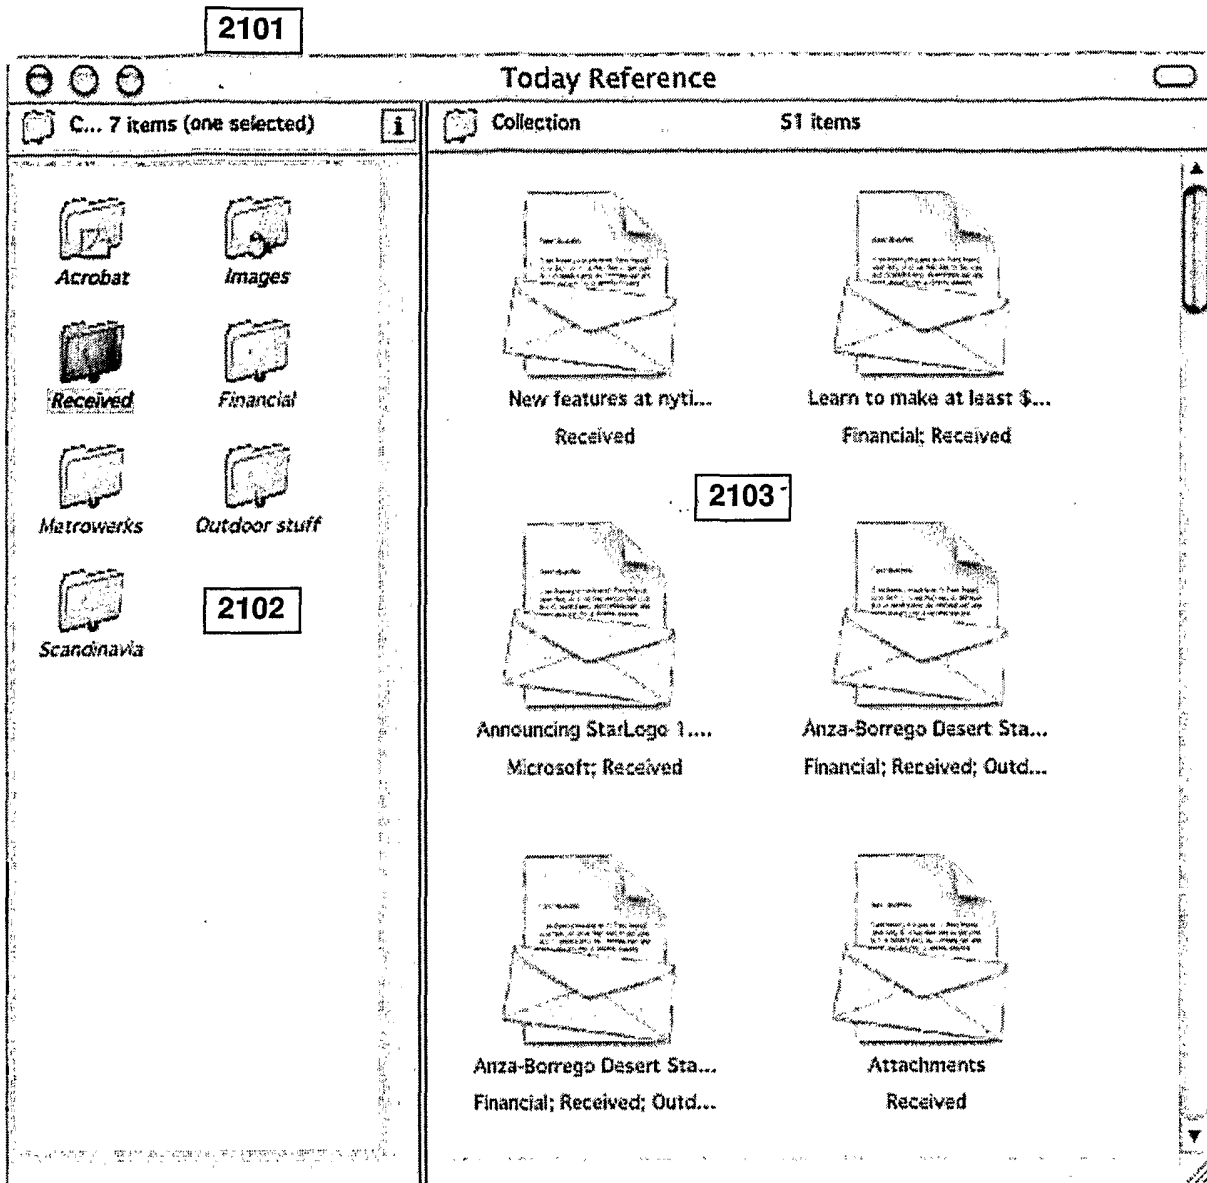 2101
Today Reference
C... 7 items (one selected)
i
Collection
51 items
Acrobat
Images
Received
Financial
Metrowerks
Outdoor stuff
Scandinavia
2102
New features at nyti...
Received
Learn to make at least $...
Financial; Received
2103
Announcing StarLogo 1....
Microsoft; Received
Anza-Borrego Desert Sta...
Financial; Received; Outd...
Anza-Borrego Desert Sta...
Financial; Received; Outd...
Attachments
Received